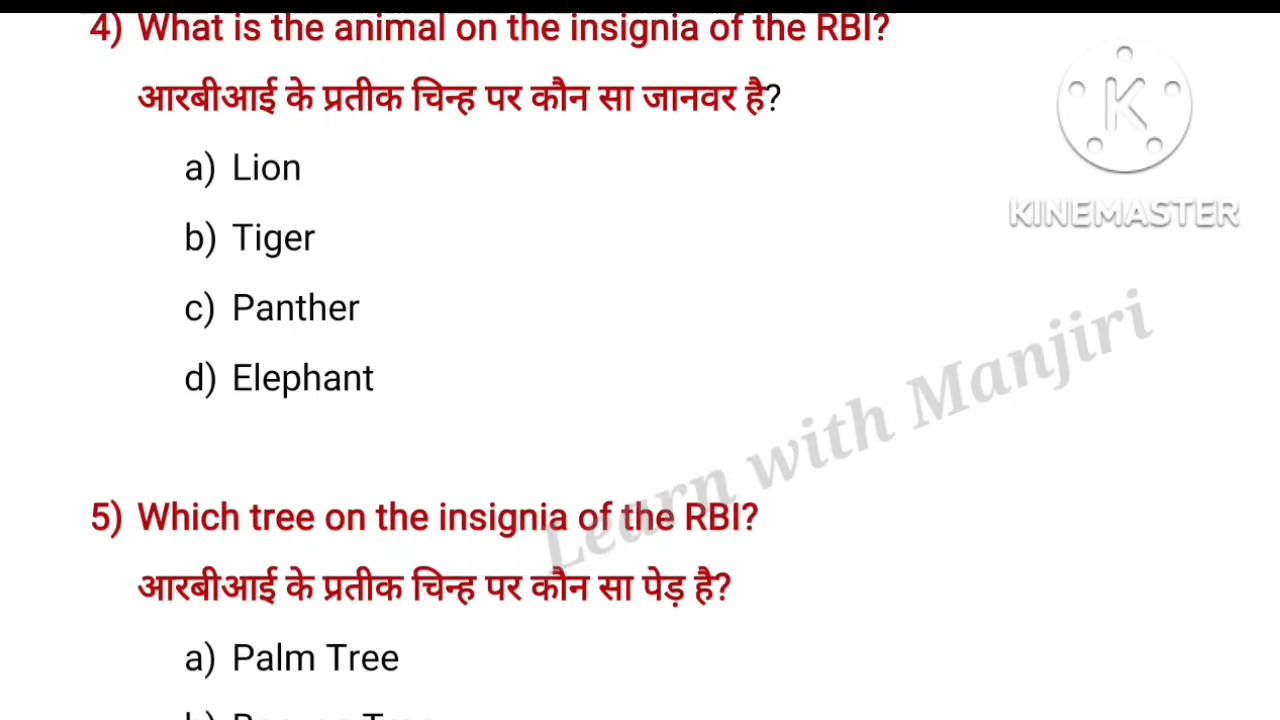 4) What is the animal on the insignia of the RBI?
आरबीआई के प्रतीक चिन्ह पर कौन सा जानवर है?
K
KINEMASTER
a) Lion
b) Tiger
c) Panther
d) Elephant
Learn with Manjiri
5) Which tree on the insignia of the RBI?
आरबीआई के प्रतीक चिन्ह पर कौन सा पेड़ है?
a) Palm Tree